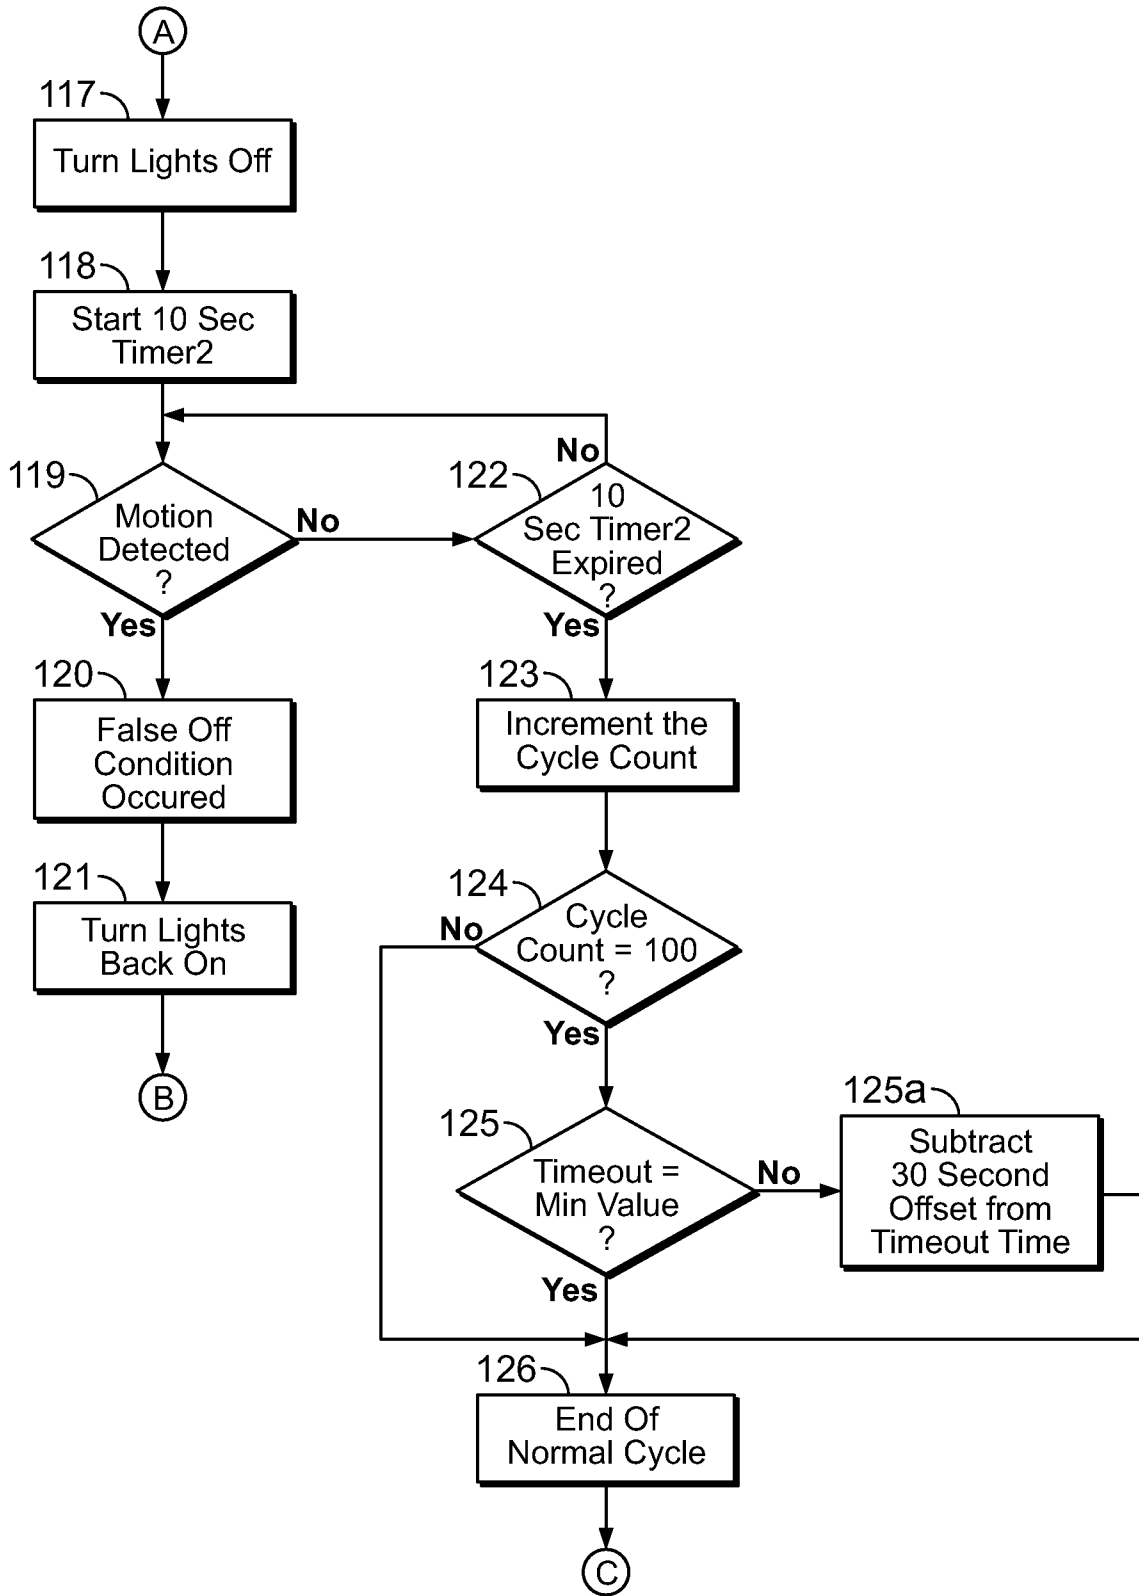 A
117
Turn Lights Off
118
Start 10 Sec
Timer2
119
Motion
Detected
?
No
Yes
122
No
10
Sec Timer2
Expired
?
Yes
120
False Off
Condition
Occured
121
Turn Lights
Back On
B
123
Increment the
Cycle Count
124
No
Cycle
Count = 100
?
Yes
125
Timeout =
Min Value
?
No
Yes
125a
Subtract
30 Second
Offset from
Timeout Time
126
End Of
Normal Cycle
C